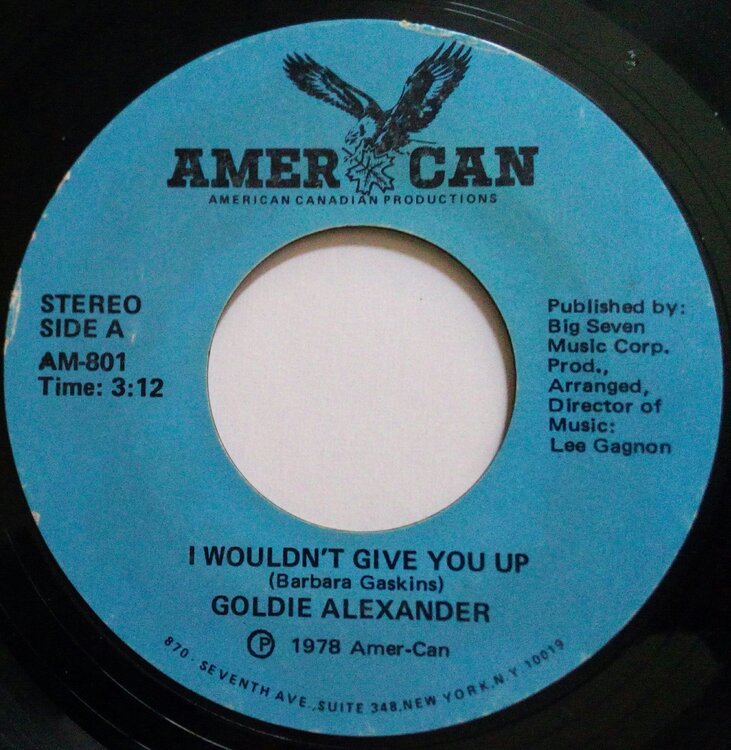 AMER CAN
AMERICAN CANADIAN PRODUCTIONS
STEREO
SIDE A
AM-801
Time: 3:12
Published by:
Big Seven
Music Corp.
Prod.,
Arranged,
Director of
Music:
Lee Gagnon
I WOULDN'T GIVE YOU UP
(Barbara Gaskins)
GOLDIE ALEXANDER
Ⓟ 1978 Amer-Can
870 · SEVENTH AVE., SUITE 348, NEW YORK, N.Y. 10019